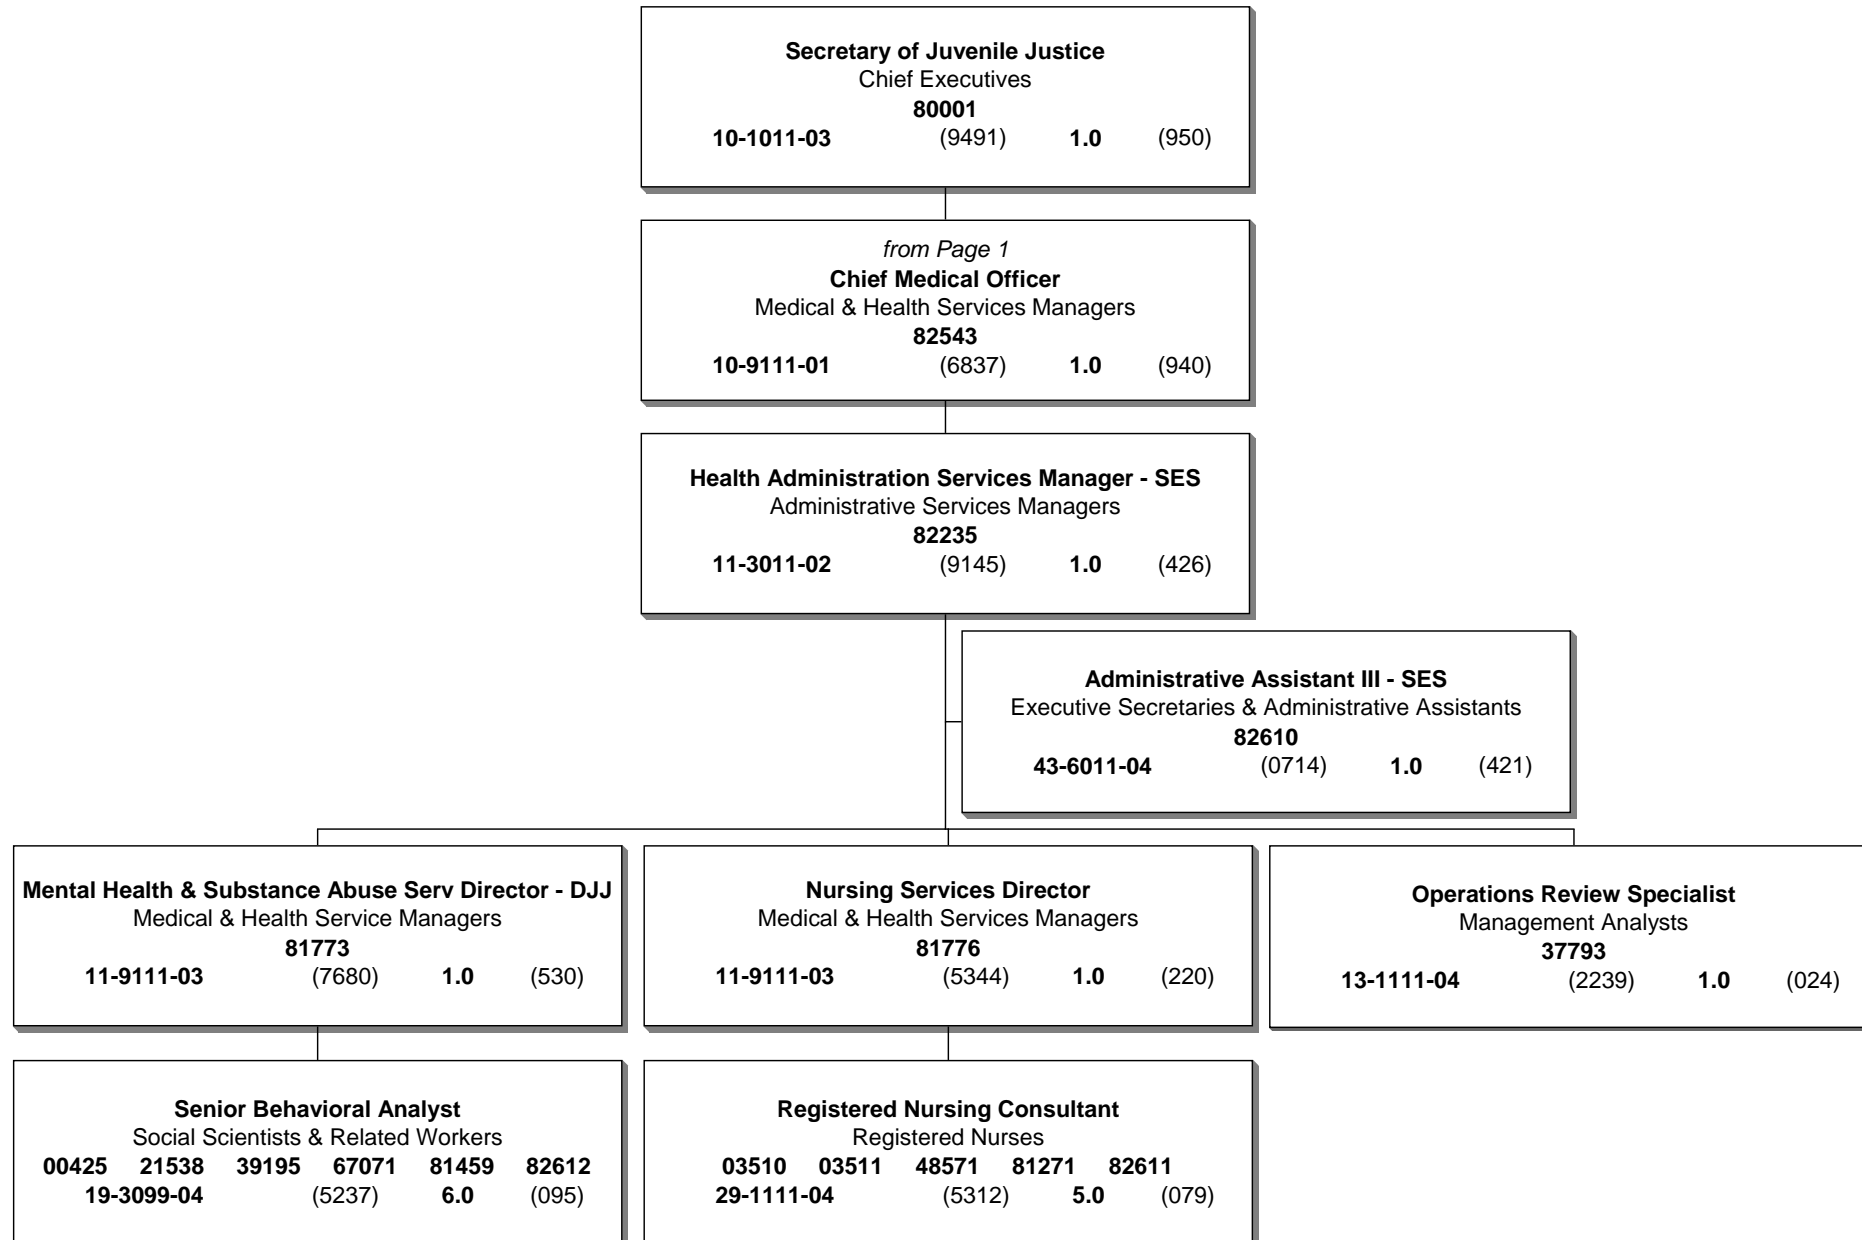 Secretary of Juvenile Justice
Chief Executives
80001
10-1011-03 (9491) 1.0 (950)
from Page 1
Chief Medical Officer
Medical & Health Services Managers
82543
10-9111-01 (6837) 1.0 (940)
Health Administration Services Manager - SES
Administrative Services Managers
82235
11-3011-02 (9145) 1.0 (426)
Administrative Assistant III - SES
Executive Secretaries & Administrative Assistants
82610
43-6011-04 (0714) 1.0 (421)
Mental Health & Substance Abuse Serv Director - DJJ
Medical & Health Service Managers
81773
11-9111-03 (7680) 1.0 (530)
Nursing Services Director
Medical & Health Services Managers
81776
11-9111-03 (5344) 1.0 (220)
Operations Review Specialist
Management Analysts
37793
13-1111-04 (2239) 1.0 (024)
Senior Behavioral Analyst
Social Scientists & Related Workers
00425 21538 39195 67071 81459 82612
19-3099-04 (5237) 6.0 (095)
Registered Nursing Consultant
Registered Nurses
03510 03511 48571 81271 82611
29-1111-04 (5312) 5.0 (079)